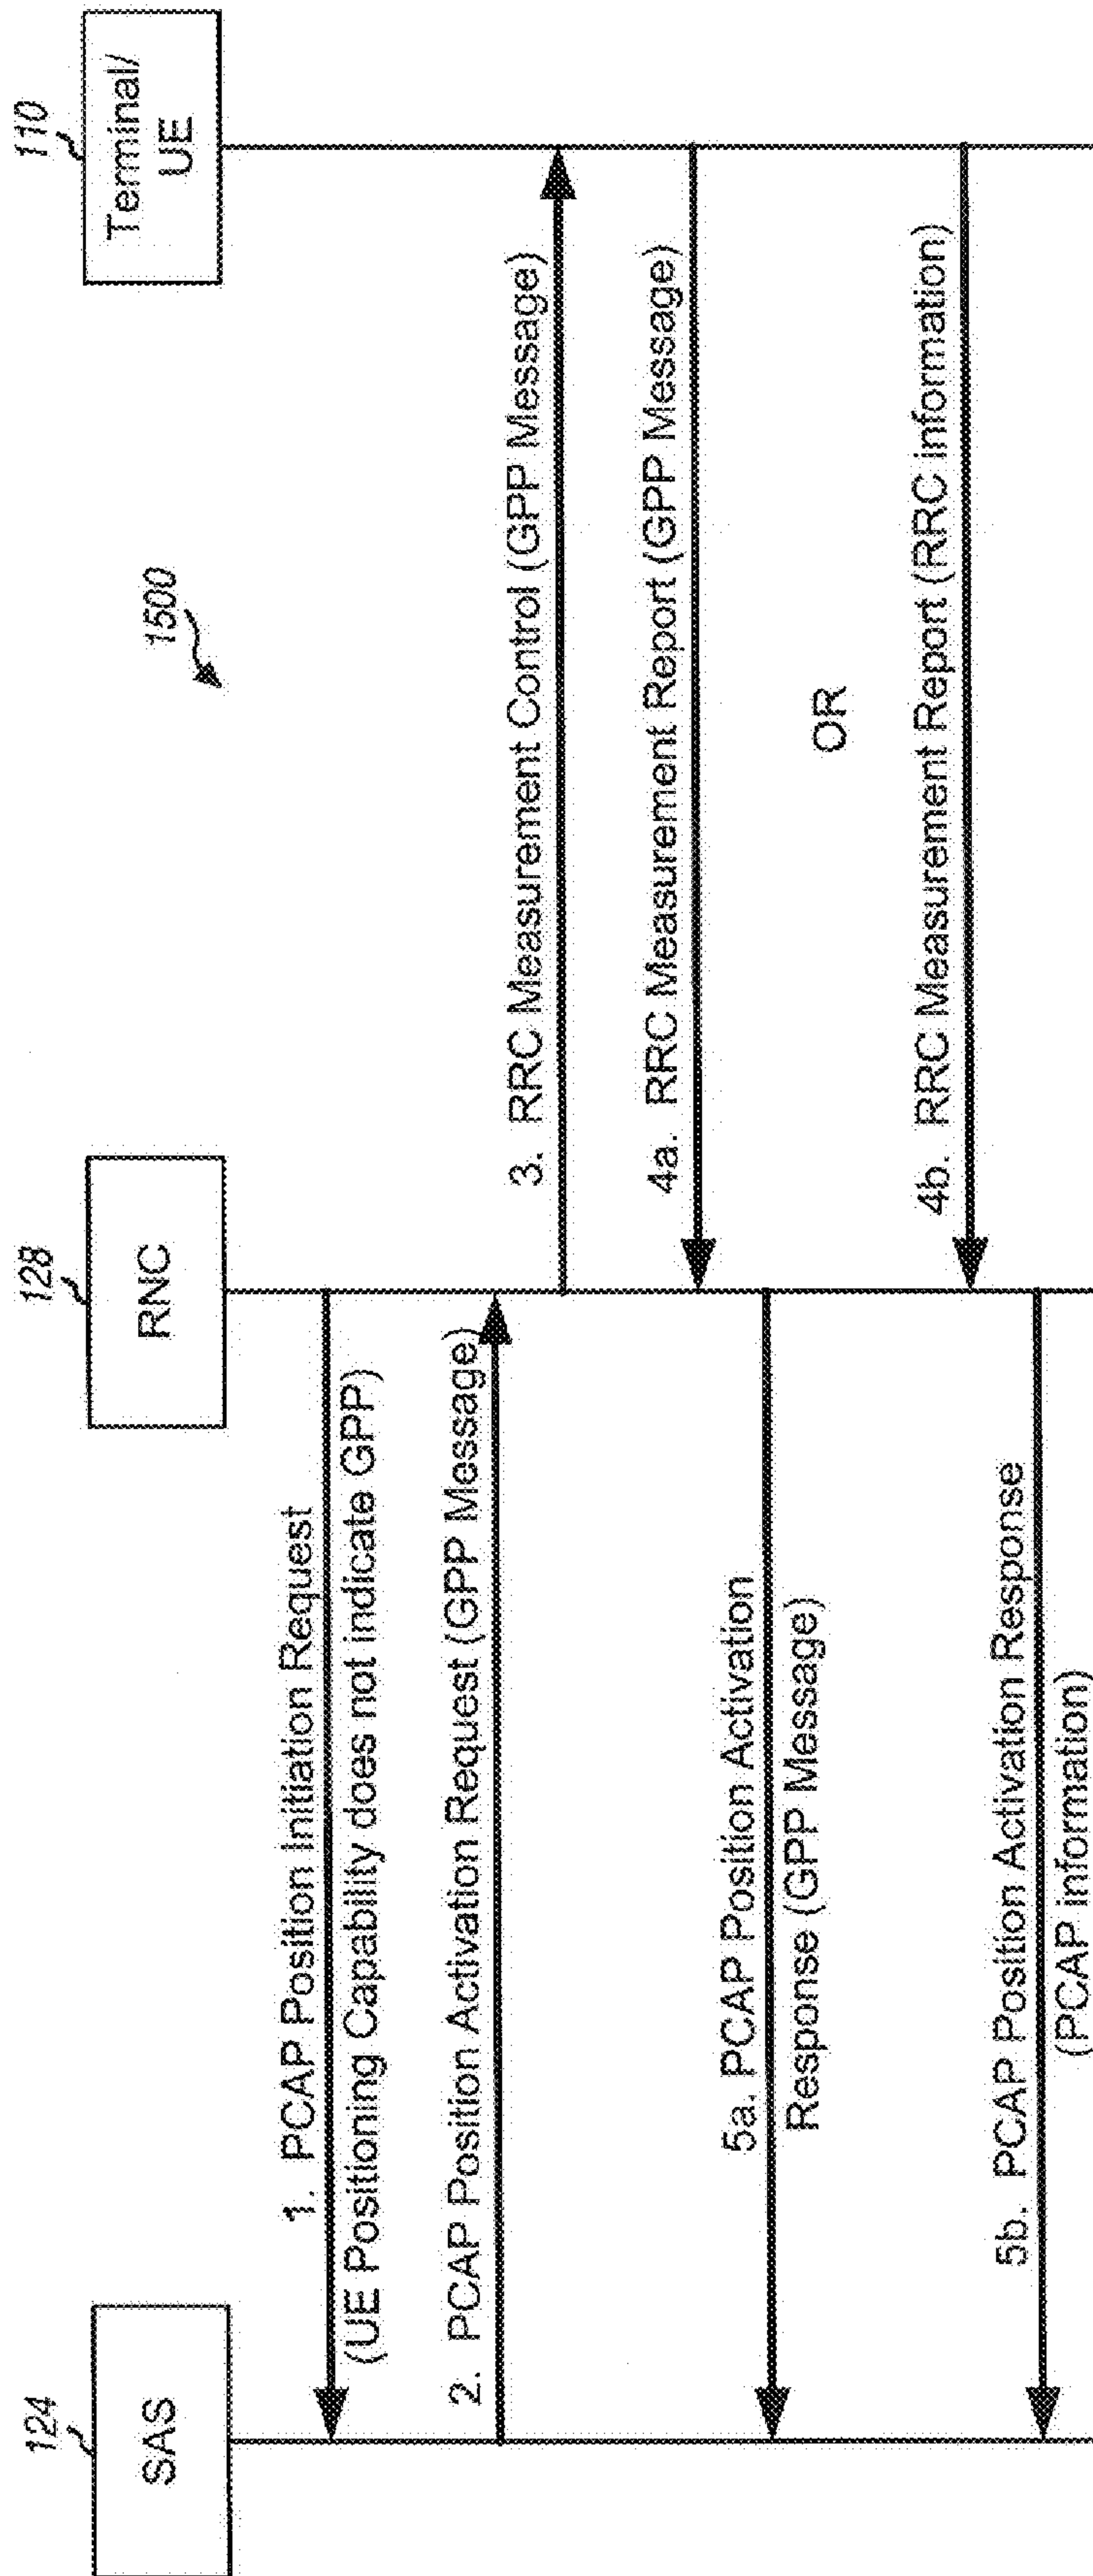 124
SAS
128
RNC
110
Terminal/
UE
1500
1. PCAP Position Initiation Request
(UE Positioning Capability does not indicate GPP)
2. PCAP Position Activation Request (GPP Message)
3. RRC Measurement Control (GPP Message)
4a. RRC Measurement Report (GPP Message)
5a. PCAP Position Activation
Response (GPP Message)
OR
4b. RRC Measurement Report (RRC information)
5b. PCAP Position Activation Response
(PCAP information)